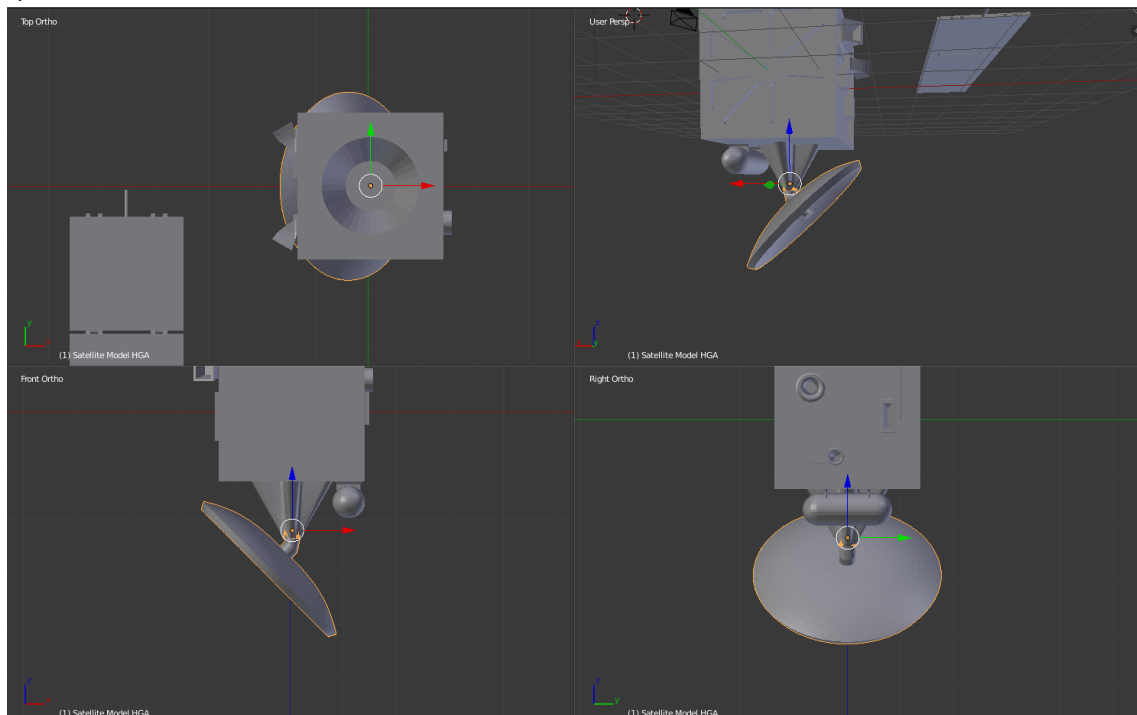 Top Ortho
User Persp
y
z
y
(1) Satellite Model HGA
(1) Satellite Model HGA
Front Ortho
Right Ortho
z
z
y
(1) Satellite Model HGA
(1) Satellite Model HGA